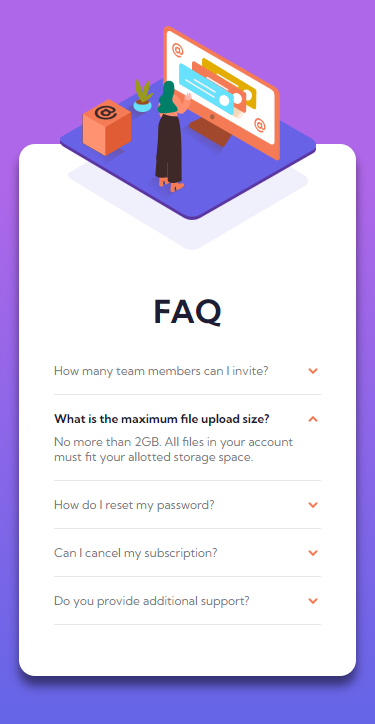 @
@
@
FAQ
How many team members can I invite?
What is the maximum file upload size?
No more than 2GB. All files in your account
must fit your allotted storage space.
How do I reset my password?
Can I cancel my subscription?
Do you provide additional support?